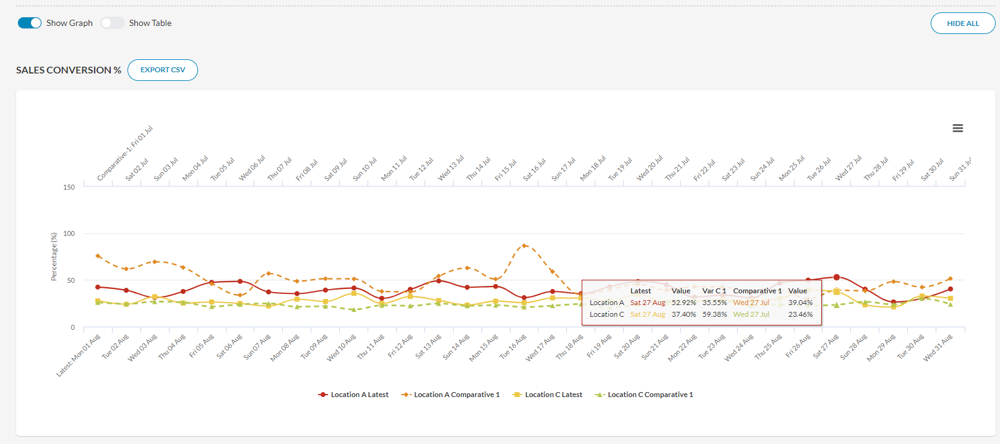 Show Graph Show Table HIDE ALL
SALES CONVERSION % EXPORT CSV
Comparative-1: Fri 01 Jul Sat 02 Jul Sun 03 Jul Mon 04 Jul Tue 05 Jul Wed 06 Jul Thu 07 Jul Fri 08 Jul Sat 09 Jul Sun 10 Jul Mon 11 Jul Tue 12 Jul Wed 13 Jul Thu 14 Jul Fri 15 Jul Sat 16 Jul Sun 17 Jul Mon 18 Jul Tue 19 Jul Wed 20 Jul Thu 21 Jul Fri 22 Jul Sat 23 Jul Sun 24 Jul Mon 25 Jul Tue 26 Jul Wed 27 Jul Thu 28 Jul Fri 29 Jul Sat 30 Jul Sun 31 Jul
150
100
Percentage (%)
50
0
Latest Value Var C 1 Comparative 1 Value
Location A Sat 27 Aug 52.92% 35.55% Wed 27 Jul 39.04%
Location C Sat 27 Aug 37.40% 59.38% Wed 27 Jul 23.46%
Latest: Mon 01 Aug Tue 02 Aug Wed 03 Aug Thu 04 Aug Fri 05 Aug Sat 06 Aug Sun 07 Aug Mon 08 Aug Tue 09 Aug Wed 10 Aug Thu 11 Aug Fri 12 Aug Sat 13 Aug Sun 14 Aug Mon 15 Aug Tue 16 Aug Wed 17 Aug Thu 18 Aug Fri 19 Aug Sat 20 Aug Sun 21 Aug Mon 22 Aug Tue 23 Aug Wed 24 Aug Thu 25 Aug Fri 26 Aug Sat 27 Aug Sun 28 Aug Mon 29 Aug Tue 30 Aug Wed 31 Aug
Location A Latest Location A Comparative 1 Location C Latest Location C Comparative 1